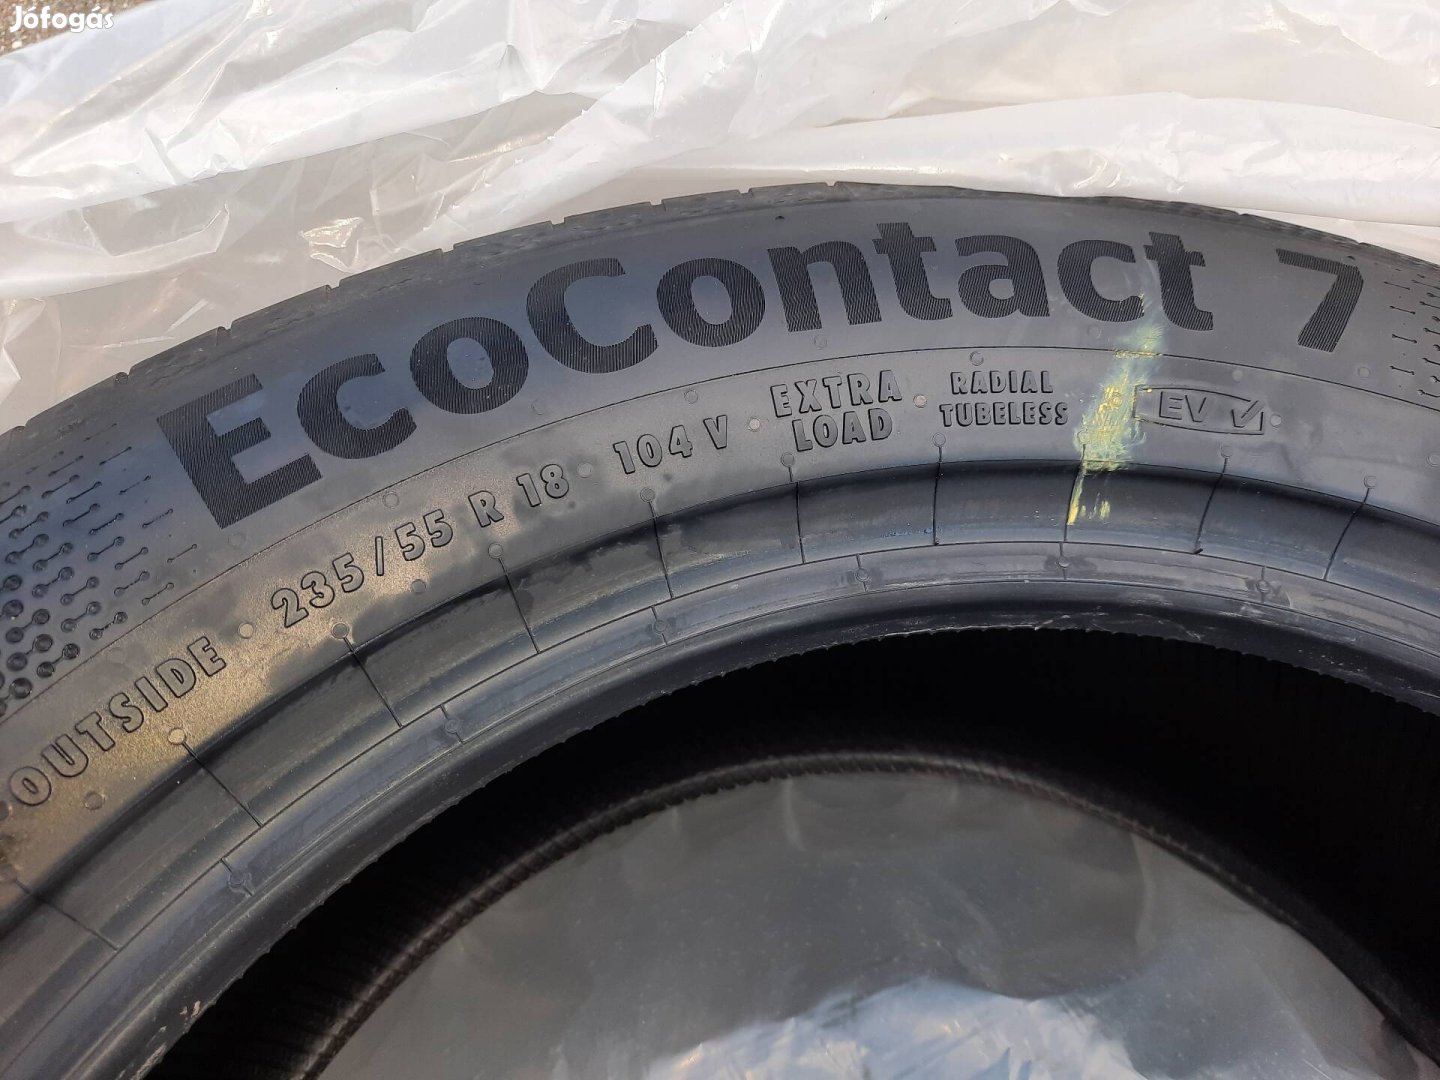 Jófogás
EcoContact 7
OUTSIDE 235/55 R 18 104 V EXTRA LOAD RADIAL TUBELESS EV ✓